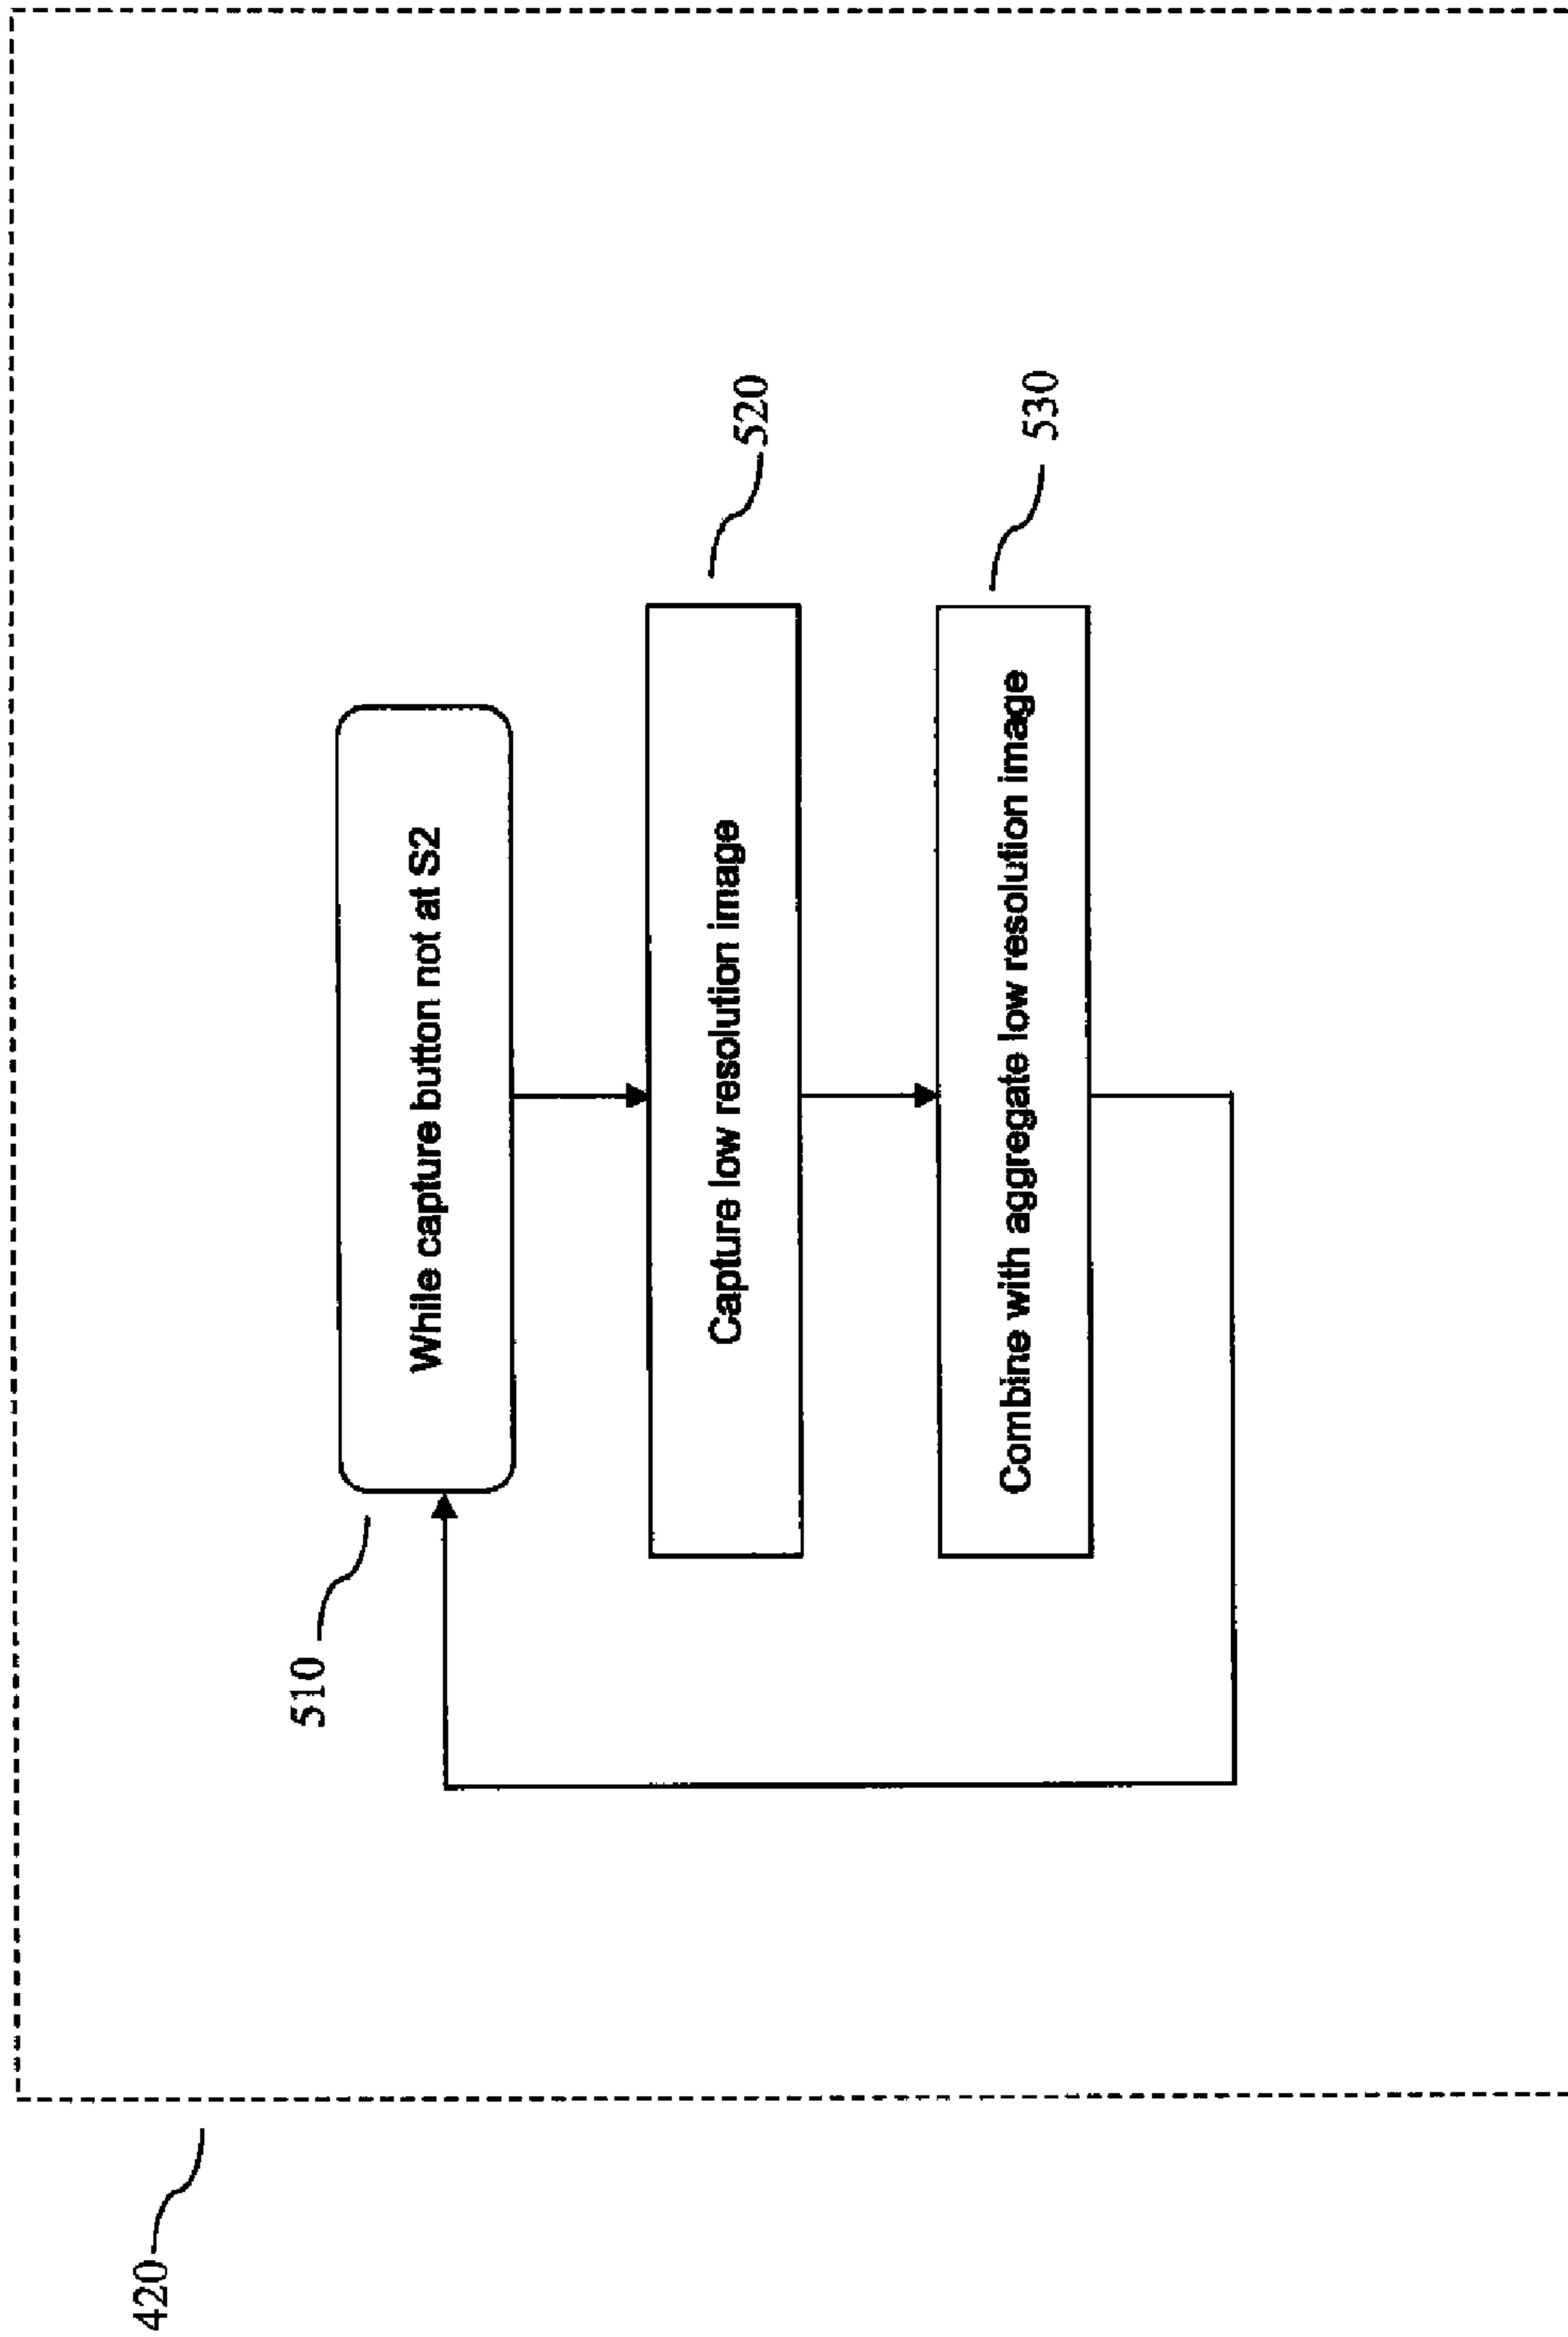 420
510
While capture button not at S2
Capture low resolution image
520
Combine with aggregate low resolution image
530